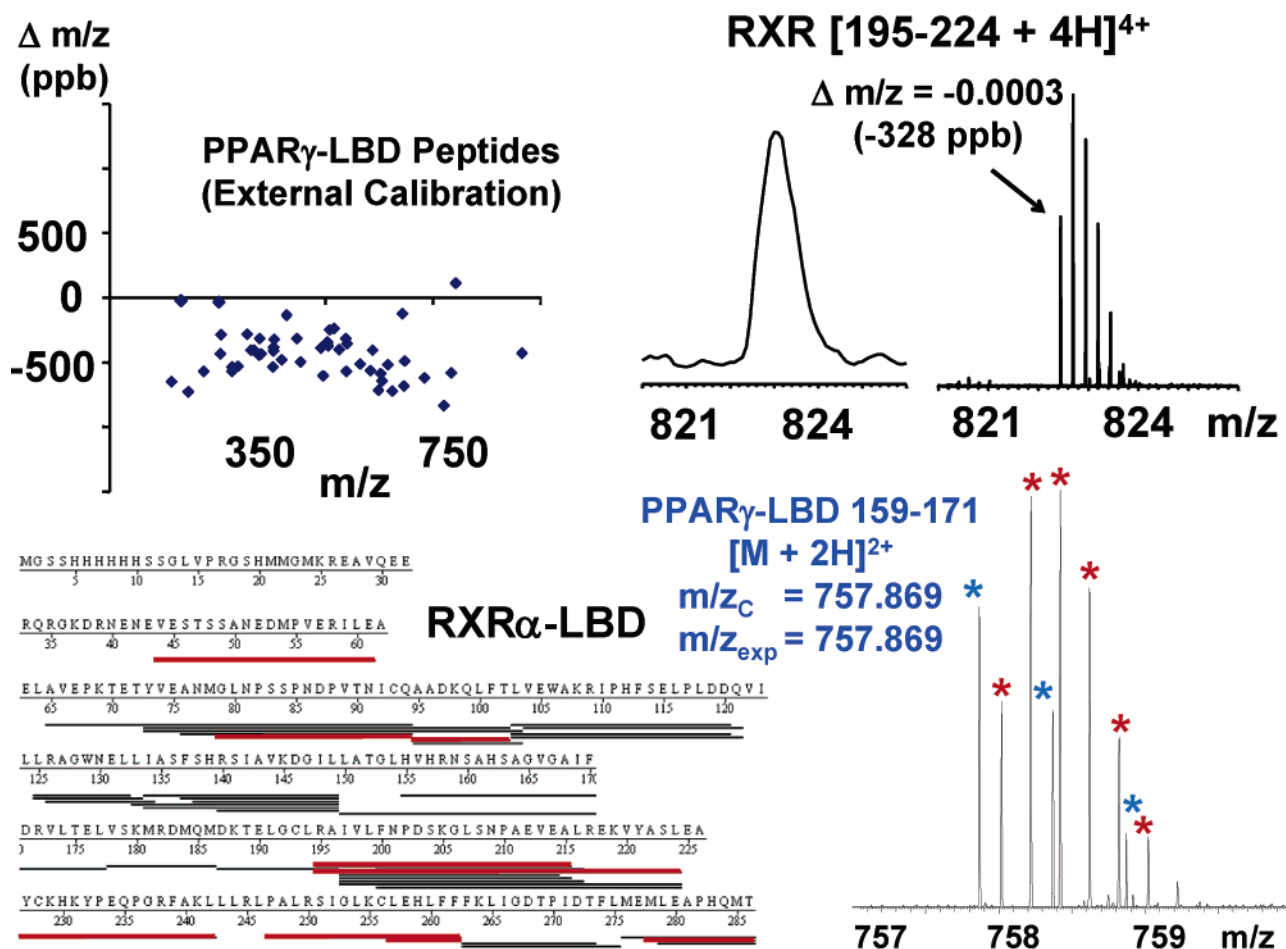 Δ m/z
(ppb)
PPARγ-LBD Peptides
(External Calibration)
500
0
-500
350 750
m/z
RXR [195-224 + 4H]4+
Δ m/z = -0.0003
(-328 ppb)
821 824 821 824 m/z
PPARγ-LBD 159-171
[M + 2H]2+
m/zC = 757.869
m/zexp = 757.869
* * * * * * * * *
757 758 759 m/z
RXRα-LBD
MGSSHHHHHHSSGLVPRGSHMMGMKREAVQEE
5 10 15 20 25 30
RQRGKDRNENEVESTSSANEDMPVERILEA
35 40 45 50 55 60
ELAVEPKTETYVEANMGLNPSSPNDPVTNICQAADKQLFTLVEWAKRIPHFSELPLDDQVI
65 70 75 80 85 90 95 100 105 110 115 120
LLRAGWNELLIASFSHRSIAVKDGILLATGLHVHRNSAHSAGVGAIF
125 130 135 140 145 150 155 160 165 170
DRVLTELVSKMRDMQMDKTELGCLRAIVLFNPDSKGLSNPAEVEALREKVYASLEA
175 180 185 190 195 200 205 210 215 220 225
YCKHKYPEQPGRFAKLLLRLPALRSIGLKCLEHLFFFKLIGDTPIDTFLMEMLEAPHQMT
230 235 240 245 250 255 260 265 270 275 280 285